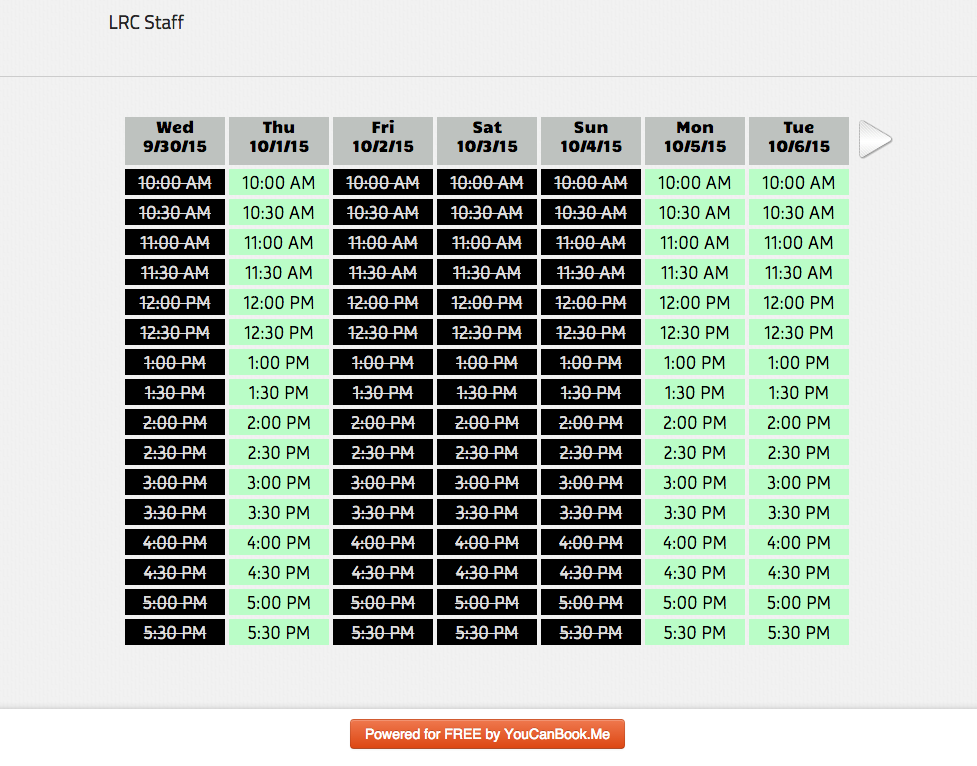 LRC Staff
Wed Thu Fri Sat Sun Mon Tue
9/30/15 10/1/15 10/2/15 10/3/15 10/4/15 10/5/15 10/6/15
10:00 AM 10:00 AM 10:00 AM 10:00 AM 10:00 AM 10:00 AM 10:00 AM
10:30 AM 10:30 AM 10:30 AM 10:30 AM 10:30 AM 10:30 AM 10:30 AM
11:00 AM 11:00 AM 11:00 AM 11:00 AM 11:00 AM 11:00 AM 11:00 AM
11:30 AM 11:30 AM 11:30 AM 11:30 AM 11:30 AM 11:30 AM 11:30 AM
12:00 PM 12:00 PM 12:00 PM 12:00 PM 12:00 PM 12:00 PM 12:00 PM
12:30 PM 12:30 PM 12:30 PM 12:30 PM 12:30 PM 12:30 PM 12:30 PM
1:00 PM 1:00 PM 1:00 PM 1:00 PM 1:00 PM 1:00 PM 1:00 PM
1:30 PM 1:30 PM 1:30 PM 1:30 PM 1:30 PM 1:30 PM 1:30 PM
2:00 PM 2:00 PM 2:00 PM 2:00 PM 2:00 PM 2:00 PM 2:00 PM
2:30 PM 2:30 PM 2:30 PM 2:30 PM 2:30 PM 2:30 PM 2:30 PM
3:00 PM 3:00 PM 3:00 PM 3:00 PM 3:00 PM 3:00 PM 3:00 PM
3:30 PM 3:30 PM 3:30 PM 3:30 PM 3:30 PM 3:30 PM 3:30 PM
4:00 PM 4:00 PM 4:00 PM 4:00 PM 4:00 PM 4:00 PM 4:00 PM
4:30 PM 4:30 PM 4:30 PM 4:30 PM 4:30 PM 4:30 PM 4:30 PM
5:00 PM 5:00 PM 5:00 PM 5:00 PM 5:00 PM 5:00 PM 5:00 PM
5:30 PM 5:30 PM 5:30 PM 5:30 PM 5:30 PM 5:30 PM 5:30 PM
Powered for FREE by YouCanBook.Me